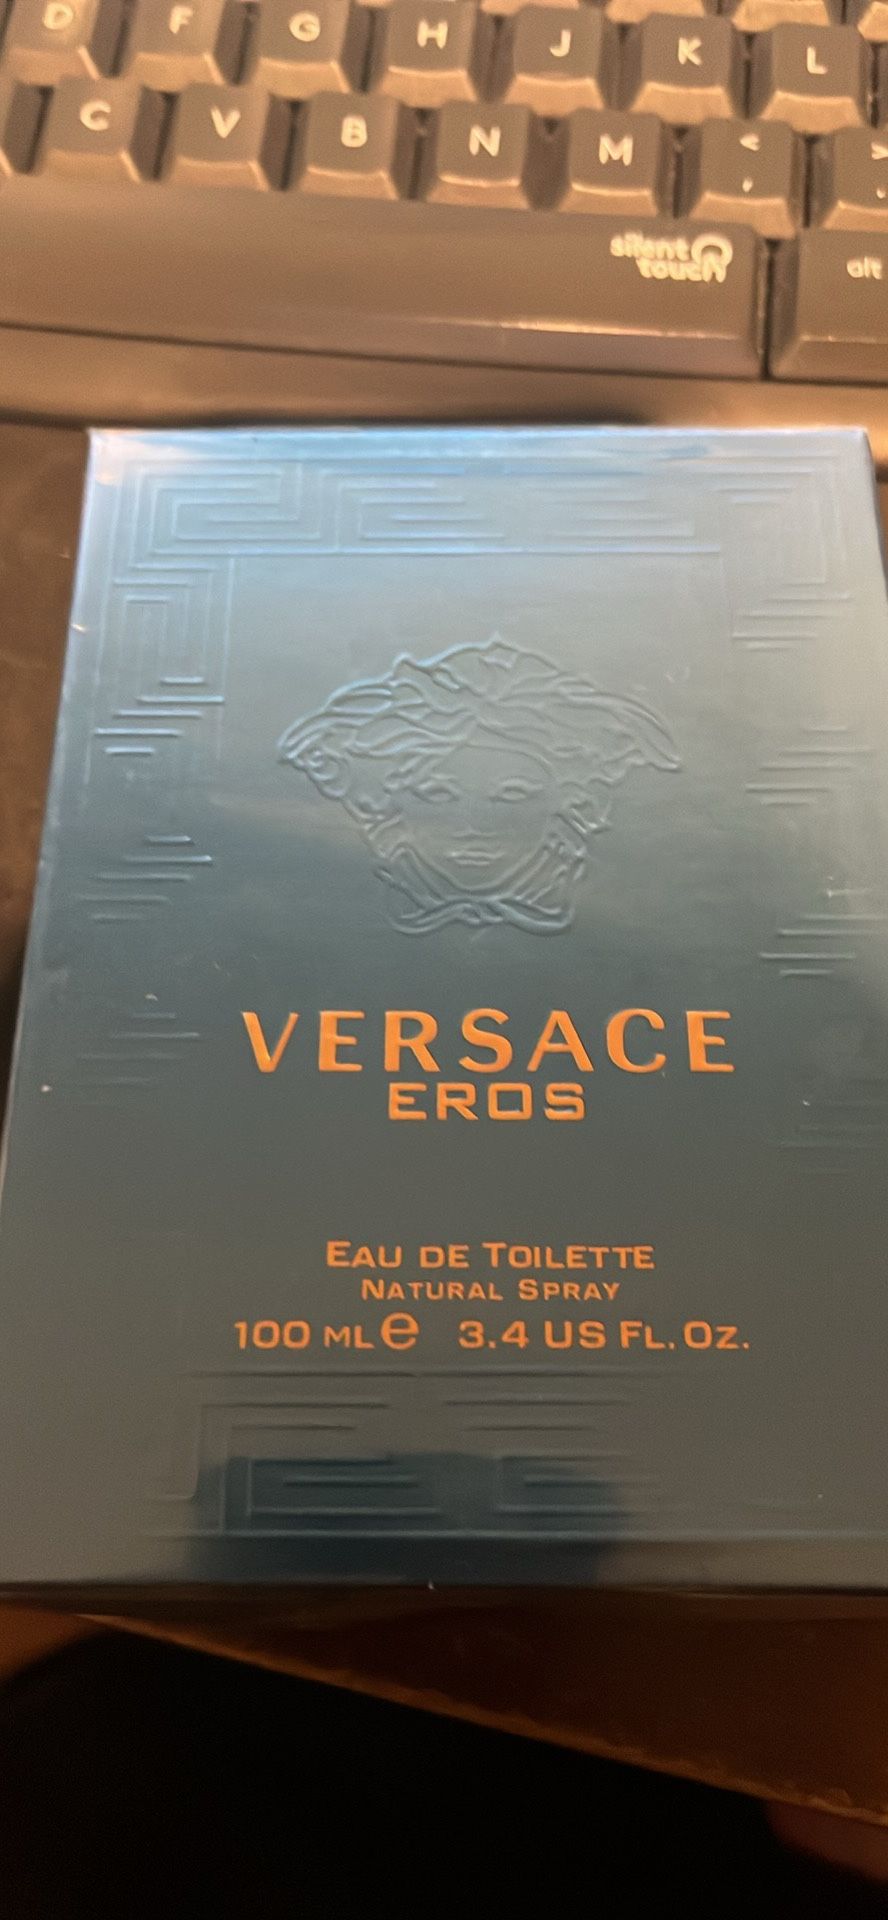 D F G H J K L
C V B N M < >
, .
silent
touch
alt
VERSACE
EROS
EAU DE TOILETTE
NATURAL SPRAY
100 ML e 3.4 US FL. OZ.